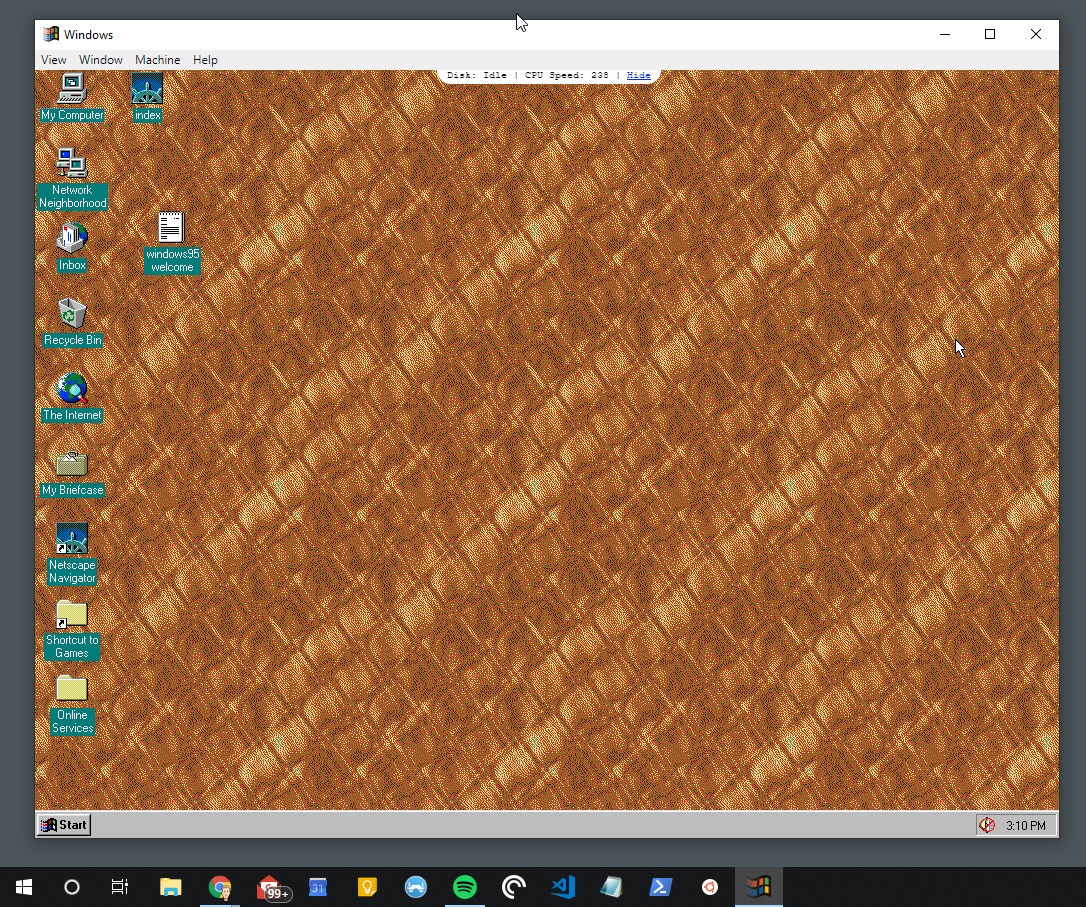 Windows
View Window Machine Help
Disk: Idle | CPU Speed: 238 | Hide
My Computer
index
Network
Neighborhood
windows95
welcome
Inbox
Recycle Bin
The Internet
My Briefcase
Netscape
Navigator
Shortcut to
Games
Online
Services
Start
3:10 PM
99+
31